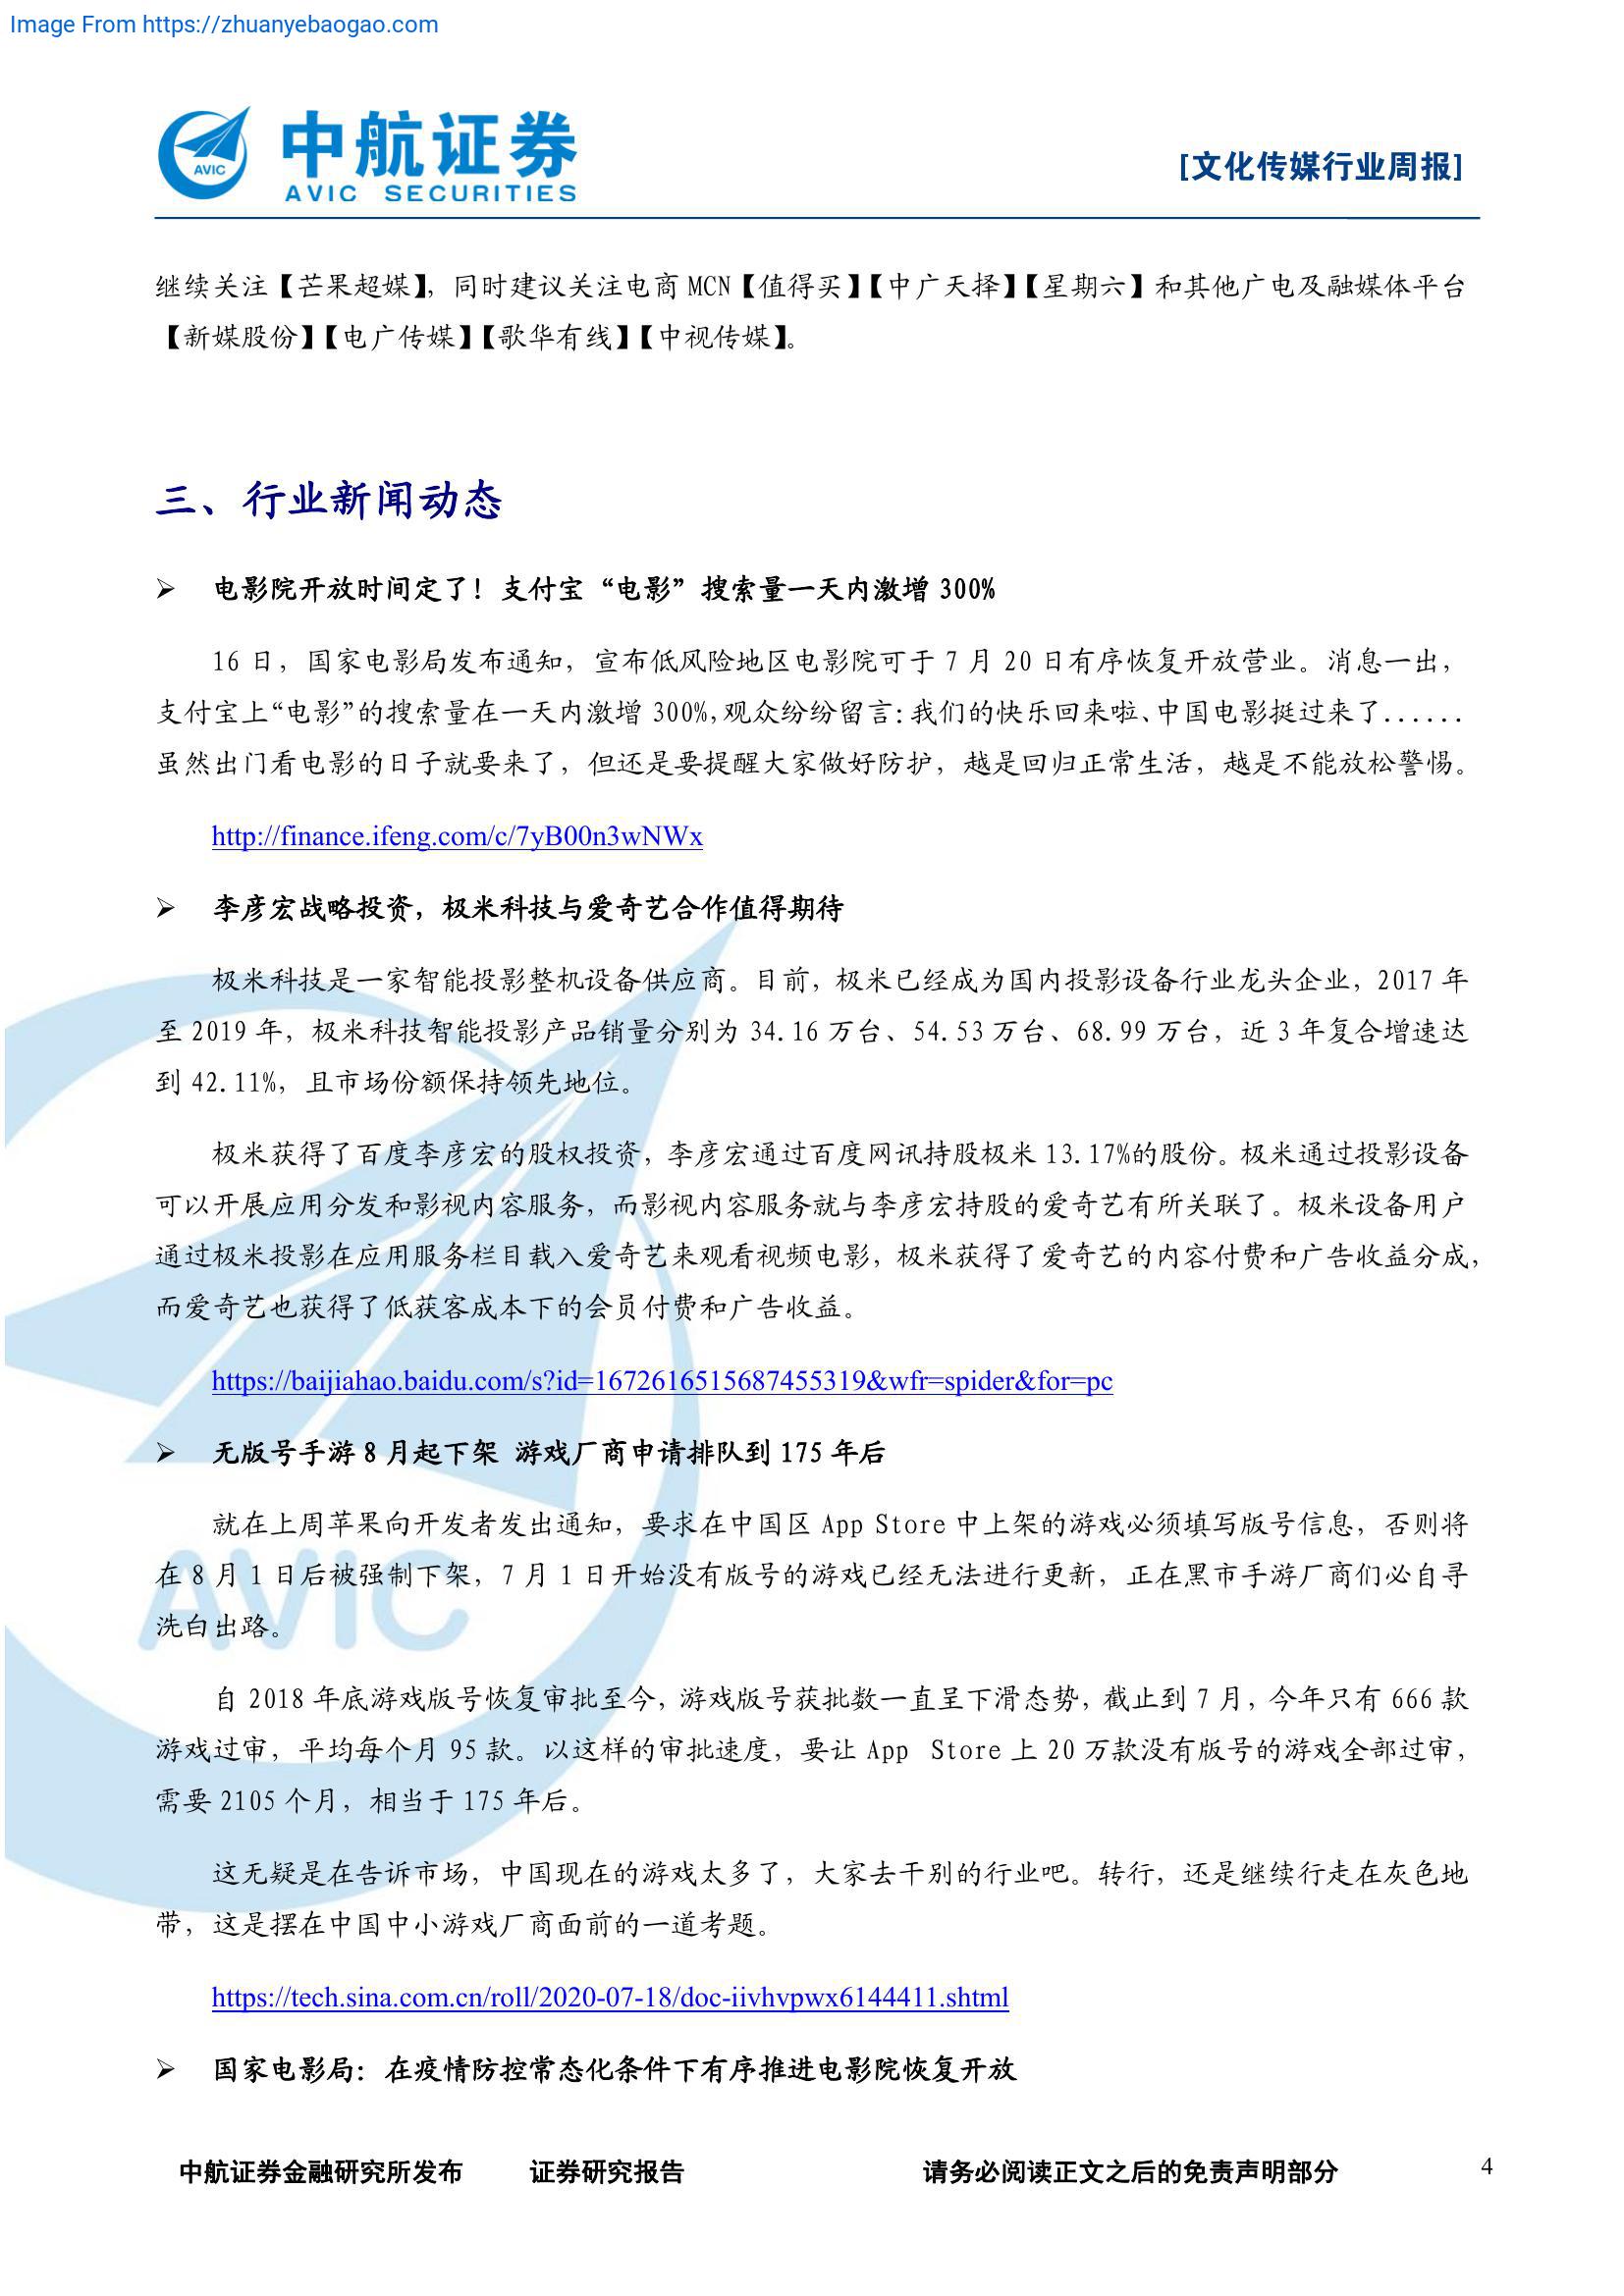 Image From https://zhuanyebaogao.com
AVIC
中航证券
AVIC SECURITIES
[文化传媒行业周报]
继续关注【芒果超媒】，同时建议关注电商 MCN【值得买】【中广天择】【星期六】和其他广电及融媒体平台
【新媒股份】【电广传媒】【歌华有线】【中视传媒】。
三、行业新闻动态
➢ 电影院开放时间定了！支付宝“电影”搜索量一天内激增 300%
16 日，国家电影局发布通知，宣布低风险地区电影院可于 7 月 20 日有序恢复开放营业。消息一出，
支付宝上“电影”的搜索量在一天内激增 300%,观众纷纷留言:我们的快乐回来啦、中国电影挺过来了......
虽然出门看电影的日子就要来了，但还是要提醒大家做好防护，越是回归正常生活，越是不能放松警惕。
http://finance.ifeng.com/c/7yB00n3wNWx
➢ 李彦宏战略投资，极米科技与爱奇艺合作值得期待
极米科技是一家智能投影整机设备供应商。目前，极米已经成为国内投影设备行业龙头企业，2017 年
至 2019 年，极米科技智能投影产品销量分别为 34.16 万台、54.53 万台、68.99 万台，近 3 年复合增速达
到 42.11%，且市场份额保持领先地位。
极米获得了百度李彦宏的股权投资，李彦宏通过百度网讯持股极米 13.17%的股份。极米通过投影设备
可以开展应用分发和影视内容服务，而影视内容服务就与李彦宏持股的爱奇艺有所关联了。极米设备用户
通过极米投影在应用服务栏目载入爱奇艺来观看视频电影，极米获得了爱奇艺的内容付费和广告收益分成，
而爱奇艺也获得了低获客成本下的会员付费和广告收益。
https://baijiahao.baidu.com/s?id=1672616515687455319&wfr=spider&for=pc
➢ 无版号手游 8 月起下架 游戏厂商申请排队到 175 年后
就在上周苹果向开发者发出通知，要求在中国区 App Store 中上架的游戏必须填写版号信息，否则将
在 8 月 1 日后被强制下架，7 月 1 日开始没有版号的游戏已经无法进行更新，正在黑市手游厂商们必自寻
洗白出路。
AVIC
自 2018 年底游戏版号恢复审批至今，游戏版号获批数一直呈下滑态势，截止到 7 月，今年只有 666 款
游戏过审，平均每个月 95 款。以这样的审批速度，要让 App Store 上 20 万款没有版号的游戏全部过审，
需要 2105 个月，相当于 175 年后。
这无疑是在告诉市场，中国现在的游戏太多了，大家去干别的行业吧。转行，还是继续行走在灰色地
带，这是摆在中国中小游戏厂商面前的一道考题。
https://tech.sina.com.cn/roll/2020-07-18/doc-iivhvpwx6144411.shtml
➢ 国家电影局：在疫情防控常态化条件下有序推进电影院恢复开放
中航证券金融研究所发布 证券研究报告 请务必阅读正文之后的免责声明部分 4